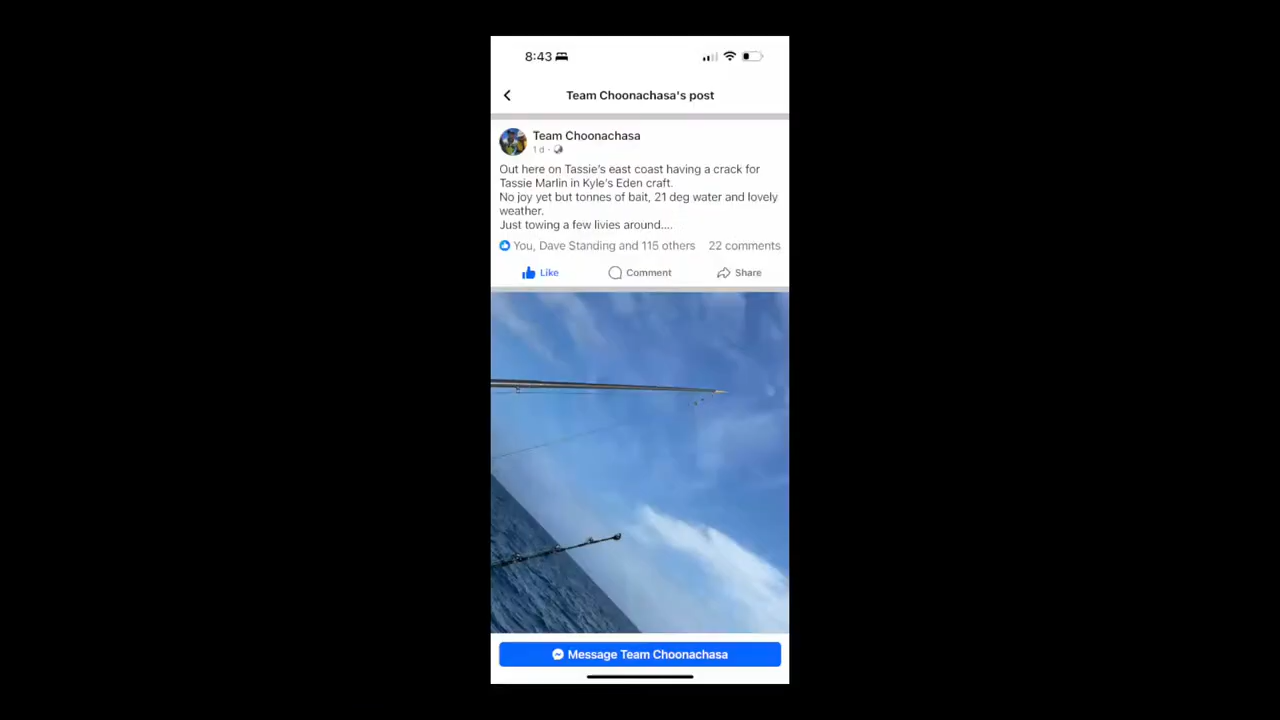 8:43
Team Choonachasa's post
Team Choonachasa
1 d ·
Out here on Tassie's east coast having a crack for
Tassie Marlin in Kyle's Eden craft.
No joy yet but tonnes of bait, 21 deg water and lovely
weather.
Just towing a few livies around....
You, Dave Standing and 115 others 22 comments
Like Comment Share
Message Team Choonachasa